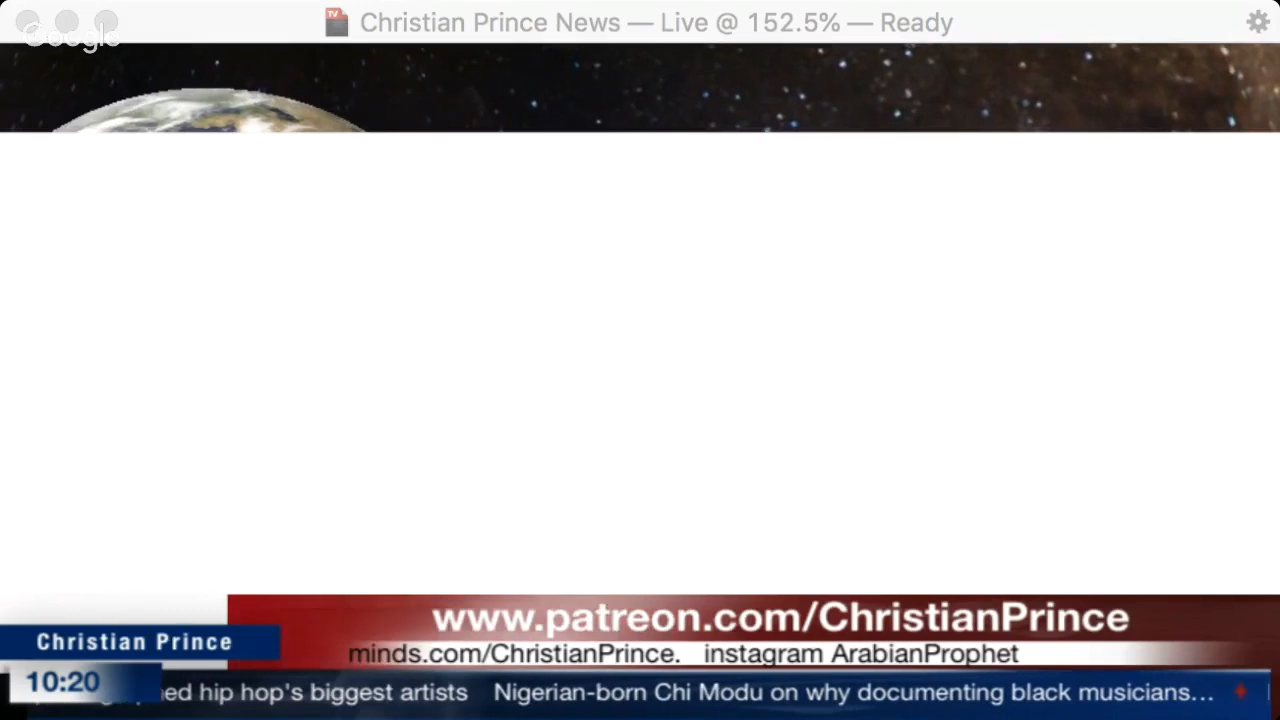 Christian Prince News — Live @ 152.5% — Ready
Google
www.patreon.com/ChristianPrince
Christian Prince
minds.com/ChristianPrince. instagram ArabianProphet
10:20
hip hop's biggest artists Nigerian-born Chi Modu on why documenting black musicians...